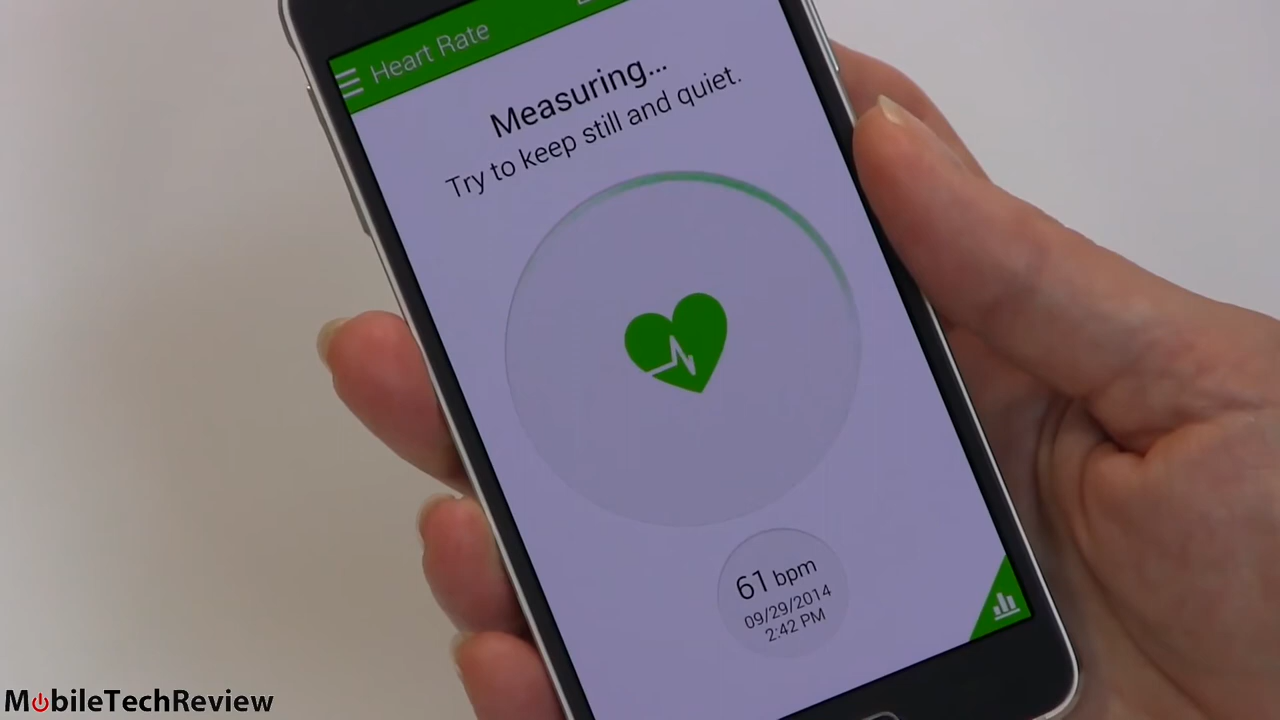 Heart Rate
Measuring...
Try to keep still and quiet.
61 bpm
09/29/2014
2:42 PM
MobileTechReview